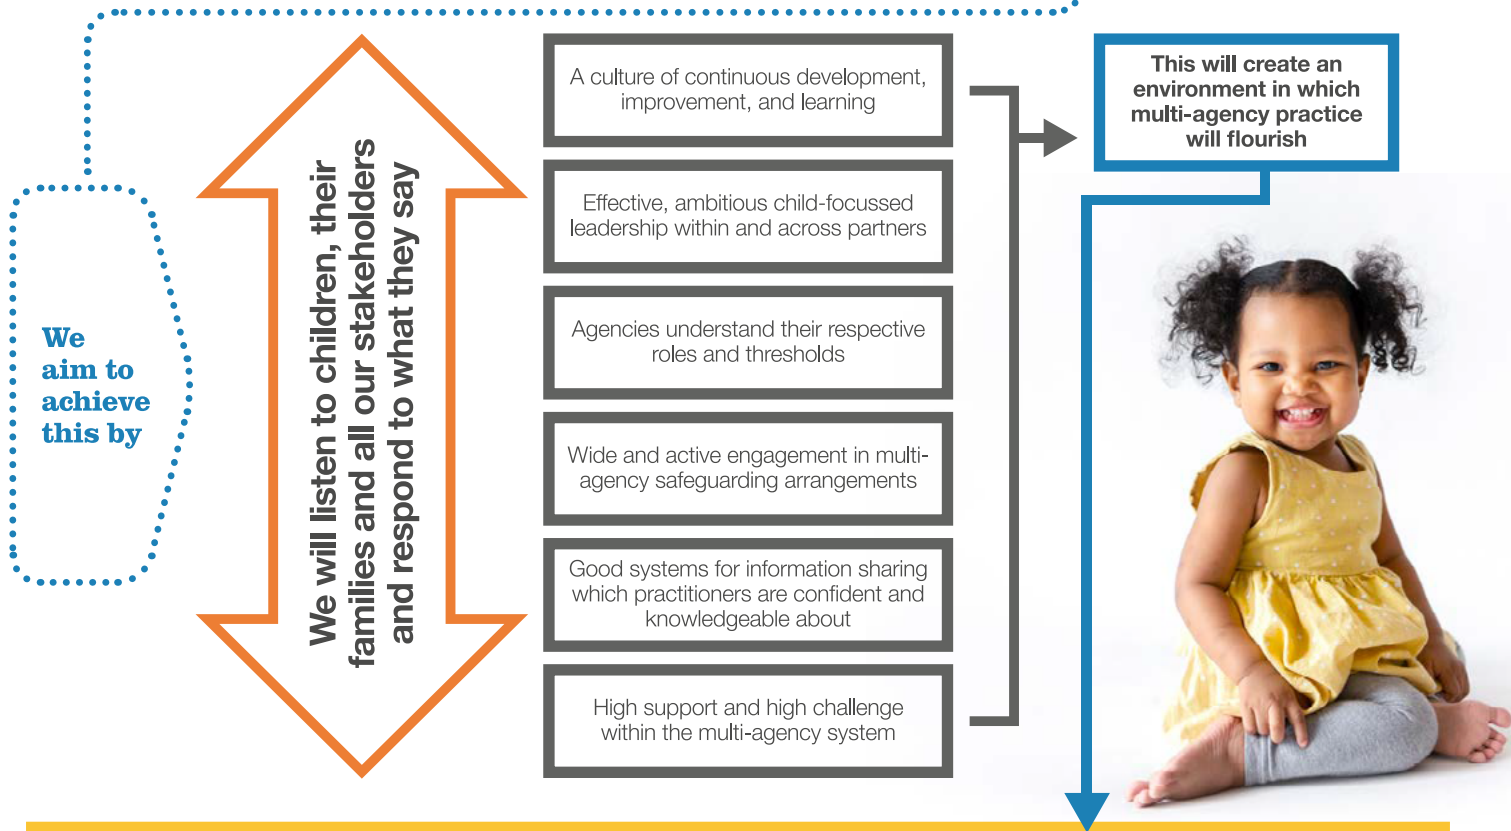 We
aim to
achieve
this by
We will listen to children, their
families and all our stakeholders
and respond to what they say
A culture of continuous development,
improvement, and learning
Effective, ambitious child-focussed
leadership within and across partners
Agencies understand their respective
roles and thresholds
Wide and active engagement in multi-
agency safeguarding arrangements
Good systems for information sharing
which practitioners are confident and
knowledgeable about
High support and high challenge
within the multi-agency system
This will create an
environment in which
multi-agency practice
will flourish